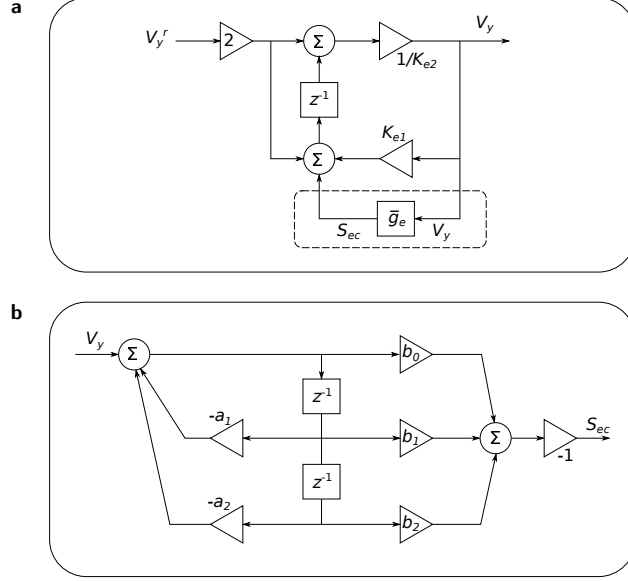 a
V_y^r
2
Σ
1/K_e2
V_y
z⁻¹
K_e1
Σ
S_ec
g̅_e
V_y
b
V_y
Σ
b_0
z⁻¹
-a_1
b_1
Σ
-1
S_ec
z⁻¹
-a_2
b_2